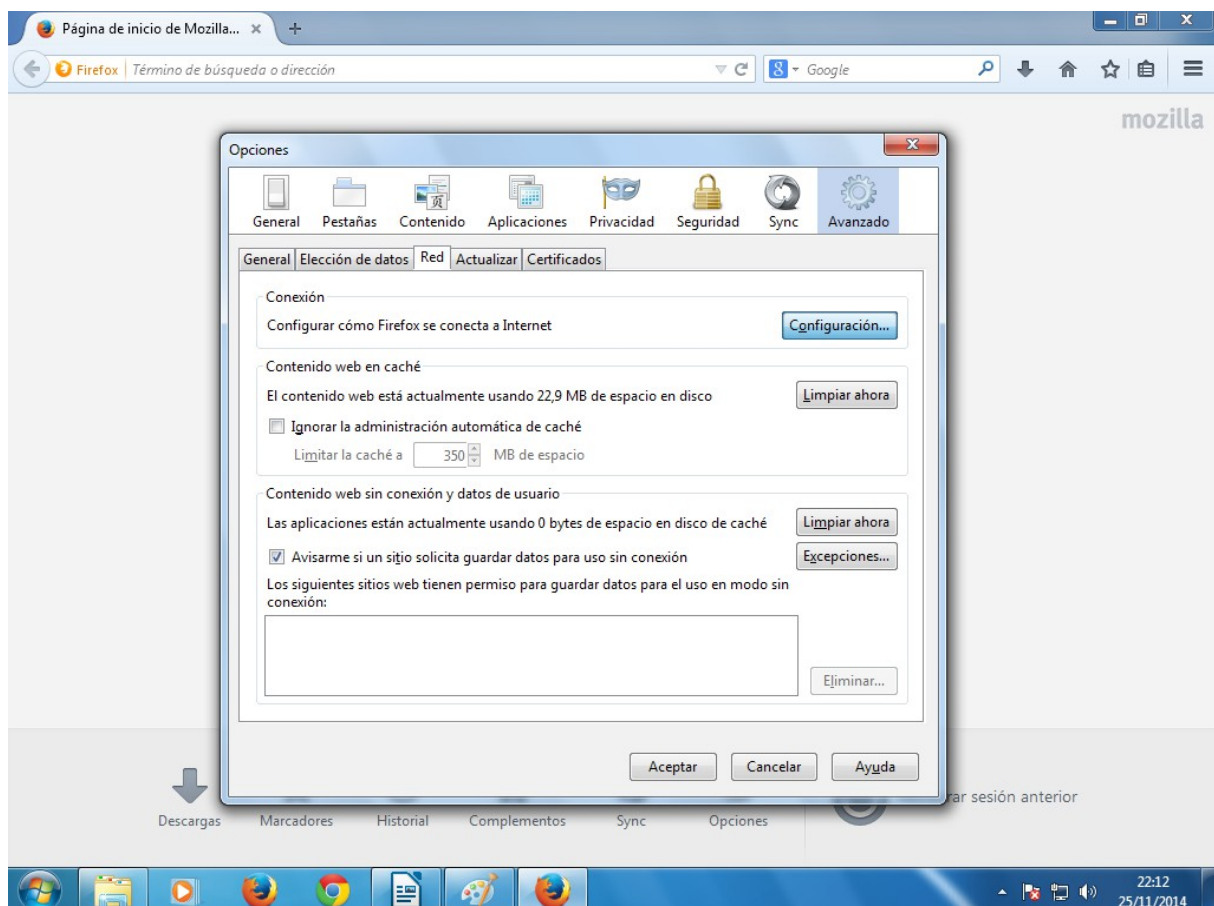 Página de inicio de Mozilla...
Firefox Término de búsqueda o dirección
Google
mozilla
Opciones
General Pestañas Contenido Aplicaciones Privacidad Seguridad Sync Avanzado
General Elección de datos Red Actualizar Certificados
Conexión
Configurar cómo Firefox se conecta a Internet Configuración...
Contenido web en caché
El contenido web está actualmente usando 22,9 MB de espacio en disco Limpiar ahora
Ignorar la administración automática de caché
Limitar la caché a 350 MB de espacio
Contenido web sin conexión y datos de usuario
Las aplicaciones están actualmente usando 0 bytes de espacio en disco de caché Limpiar ahora
Avisarme si un sitio solicita guardar datos para uso sin conexión Excepciones...
Los siguientes sitios web tienen permiso para guardar datos para el uso en modo sin
conexión:
Eliminar...
Aceptar Cancelar Ayuda
rar sesión anterior
Descargas Marcadores Historial Complementos Sync Opciones
22:12
25/11/2014